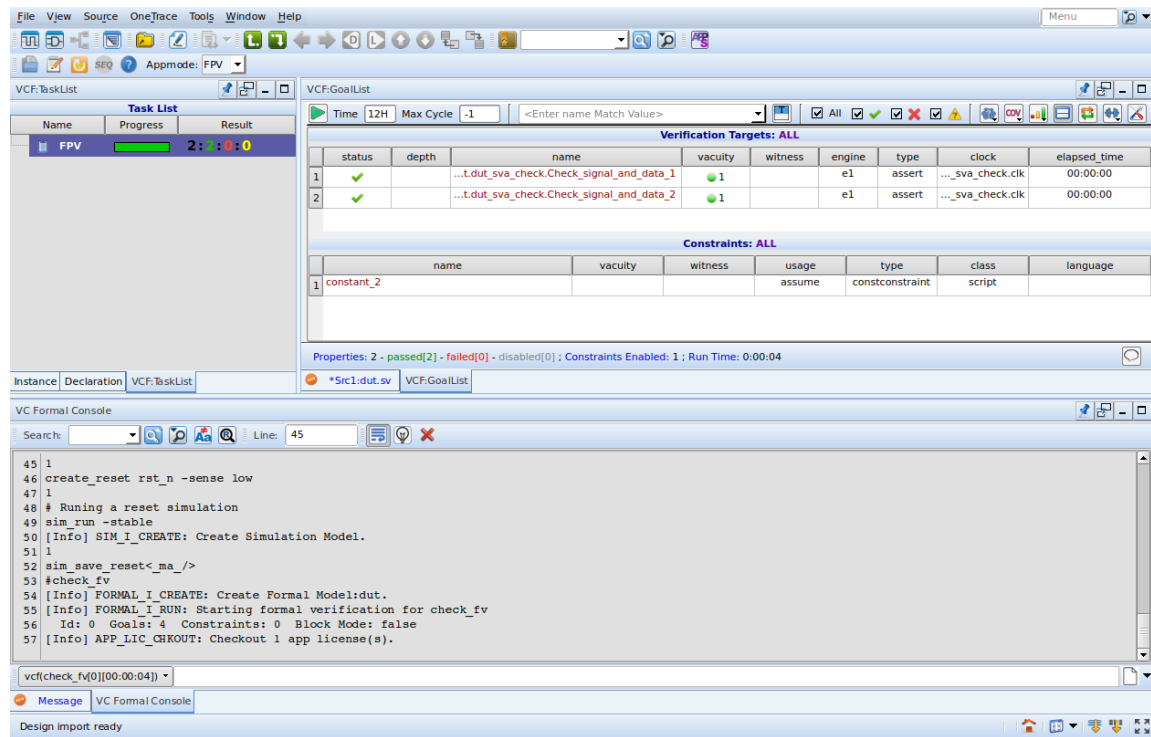 File View Source OneTrace Tools Window Help
Menu
SEQ Appmode: FPV
VCF:TaskList
Task List
Name Progress Result
FPV 2:2:0:0
VCF:GoalList
Time 12H Max Cycle -1 <Enter name Match Value> T All COV
Verification Targets: ALL
status depth name vacuity witness engine type clock elapsed_time
1 ...t.dut_sva_check.Check_signal_and_data_1 1 e1 assert ..._sva_check.clk 00:00:00
2 ...t.dut_sva_check.Check_signal_and_data_2 1 e1 assert ..._sva_check.clk 00:00:00
Constraints: ALL
name vacuity witness usage type class language
1 constant_2 assume constconstraint script
Properties: 2 - passed[2] - failed[0] - disabled[0] ; Constraints Enabled: 1 ; Run Time: 0:00:04
Instance Declaration VCF:TaskList
*Src1:dut.sv VCF:GoalList
VC Formal Console
Search: Aa R Line: 45
45 1
46 create_reset rst_n -sense low
47 1
48 # Runing a reset simulation
49 sim_run -stable
50 [Info] SIM_I_CREATE: Create Simulation Model.
51 1
52 sim_save_reset<_ma_/>
53 #check_fv
54 [Info] FORMAL_I_CREATE: Create Formal Model:dut.
55 [Info] FORMAL_I_RUN: Starting formal verification for check_fv
56 Id: 0 Goals: 4 Constraints: 0 Block Mode: false
57 [Info] APP_LIC_CHKOUT: Checkout 1 app license(s).
vcf(check_fv[0][00:00:04])
Message VC Formal Console
Design import ready